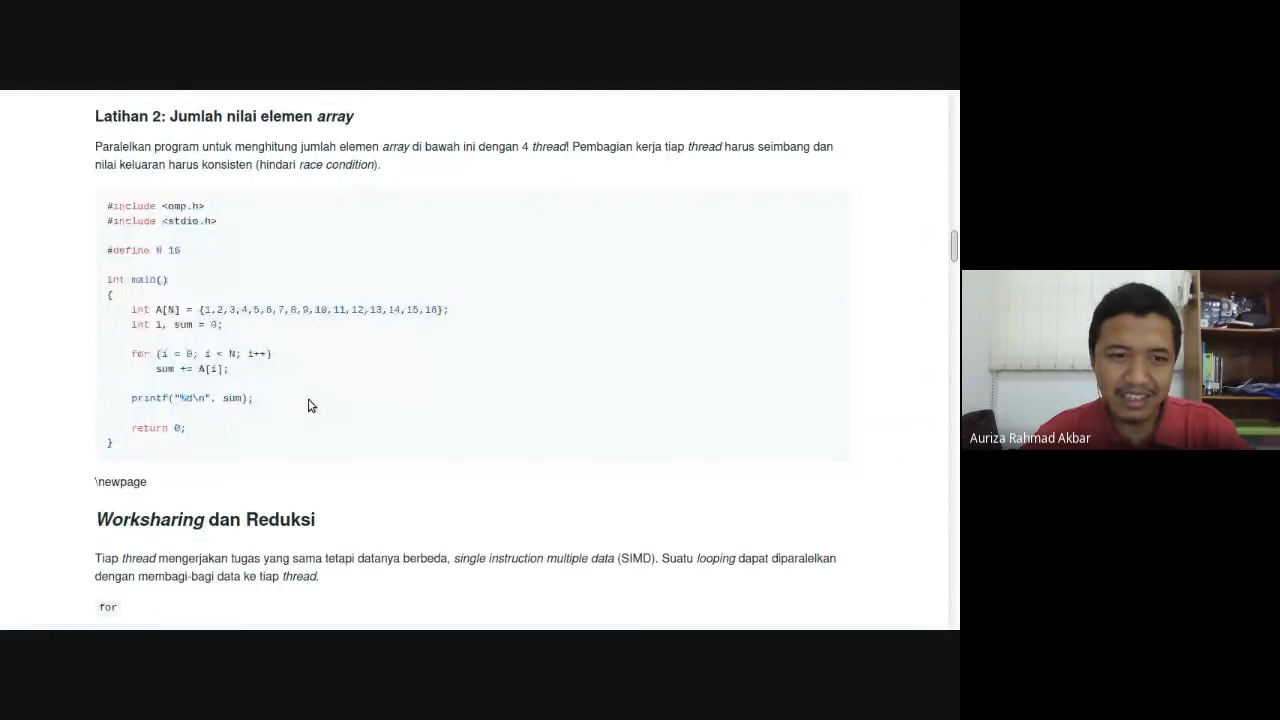 Latihan 2: Jumlah nilai elemen array
Paralelkan program untuk menghitung jumlah elemen array di bawah ini dengan 4 thread! Pembagian kerja tiap thread harus seimbang dan
nilai keluaran harus konsisten (hindari race condition).
#include <omp.h>
#include <stdio.h>
#define N 16
int main()
{
int A[N] = {1,2,3,4,5,6,7,8,9,10,11,12,13,14,15,16};
int i, sum = 0;
for (i = 0; i < N; i++)
sum += A[i];
printf("%d\n", sum);
return 0;
}
\newpage
Worksharing dan Reduksi
Tiap thread mengerjakan tugas yang sama tetapi datanya berbeda, single instruction multiple data (SIMD). Suatu looping dapat diparalelkan
dengan membagi-bagi data ke tiap thread.
for
Auriza Rahmad Akbar